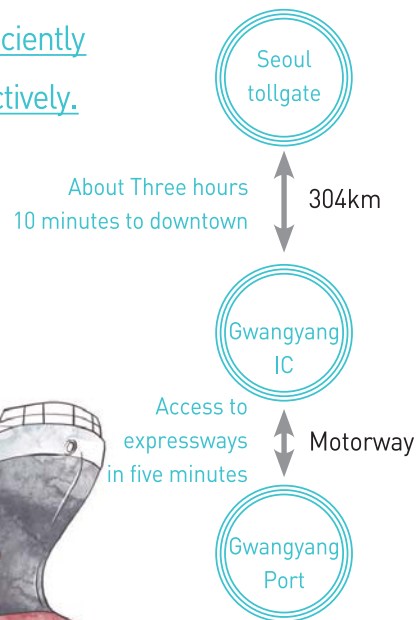 ciently
ctively.
Seoul
tollgate
About Three hours
10 minutes to downtown
304km
Gwangyang
IC
Access to
expressways
in five minutes
Motorway
Gwangyang
Port